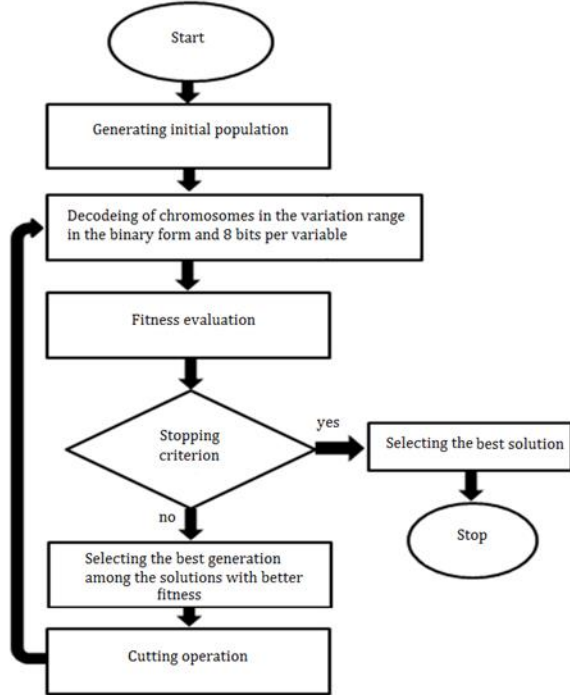 Start
Generating initial population
Decodeing of chromosomes in the variation range
in the binary form and 8 bits per variable
Fitness evaluation
Stopping
criterion
yes
Selecting the best solution
Stop
no
Selecting the best generation
among the solutions with better
fitness
Cutting operation